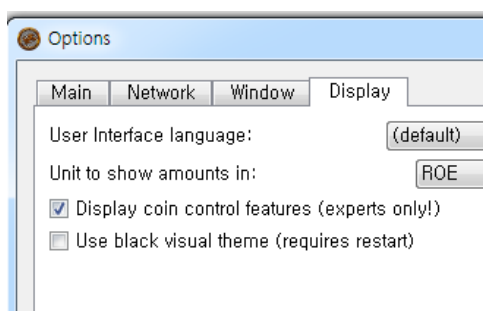 Options
Main Network Window Display
User Interface language: (default)
Unit to show amounts in: ROE
Display coin control features (experts only!)
Use black visual theme (requires restart)